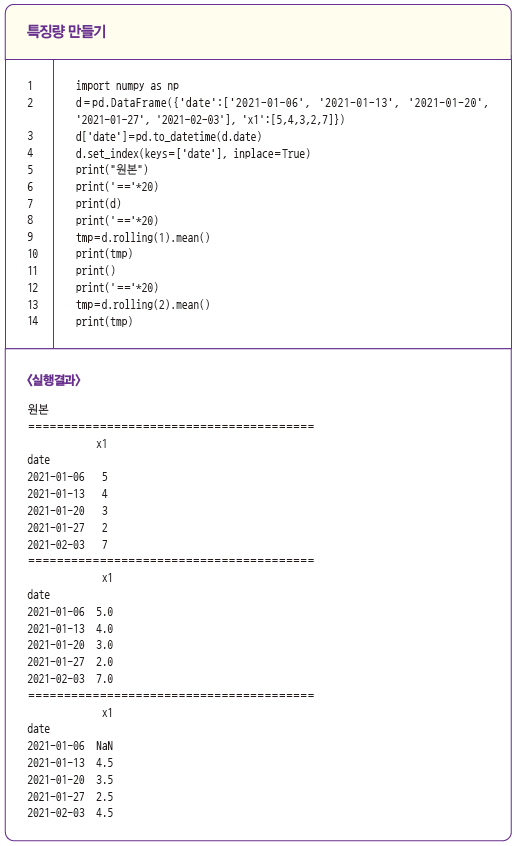 특징량 만들기
1 import numpy as np
2 d=pd.DataFrame({'date':['2021-01-06', '2021-01-13', '2021-01-20',
'2021-01-27', '2021-02-03'], 'x1':[5,4,3,2,7]})
3 d['date']=pd.to_datetime(d.date)
4 d.set_index(keys=['date'], inplace=True)
5 print("원본")
6 print('=='*20)
7 print(d)
8 print('=='*20)
9 tmp=d.rolling(1).mean()
10 print(tmp)
11 print()
12 print('=='*20)
13 tmp=d.rolling(2).mean()
14 print(tmp)
〈실행결과〉
원본
========================================
x1
date
2021-01-06 5
2021-01-13 4
2021-01-20 3
2021-01-27 2
2021-02-03 7
========================================
x1
date
2021-01-06 5.0
2021-01-13 4.0
2021-01-20 3.0
2021-01-27 2.0
2021-02-03 7.0
========================================
x1
date
2021-01-06 NaN
2021-01-13 4.5
2021-01-20 3.5
2021-01-27 2.5
2021-02-03 4.5